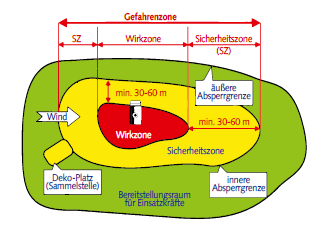 Gefahrenzone
SZ
Wirkzone
Sicherheitszone
(SZ)
min. 30-60 m
äußere
Absperrgrenze
Wind
Wirkzone
min. 30-60 m
Sicherheitszone
Deko-Platz
(Sammelstelle)
innere
Absperrgrenze
Bereitstellungsraum
für Einsatzkräfte